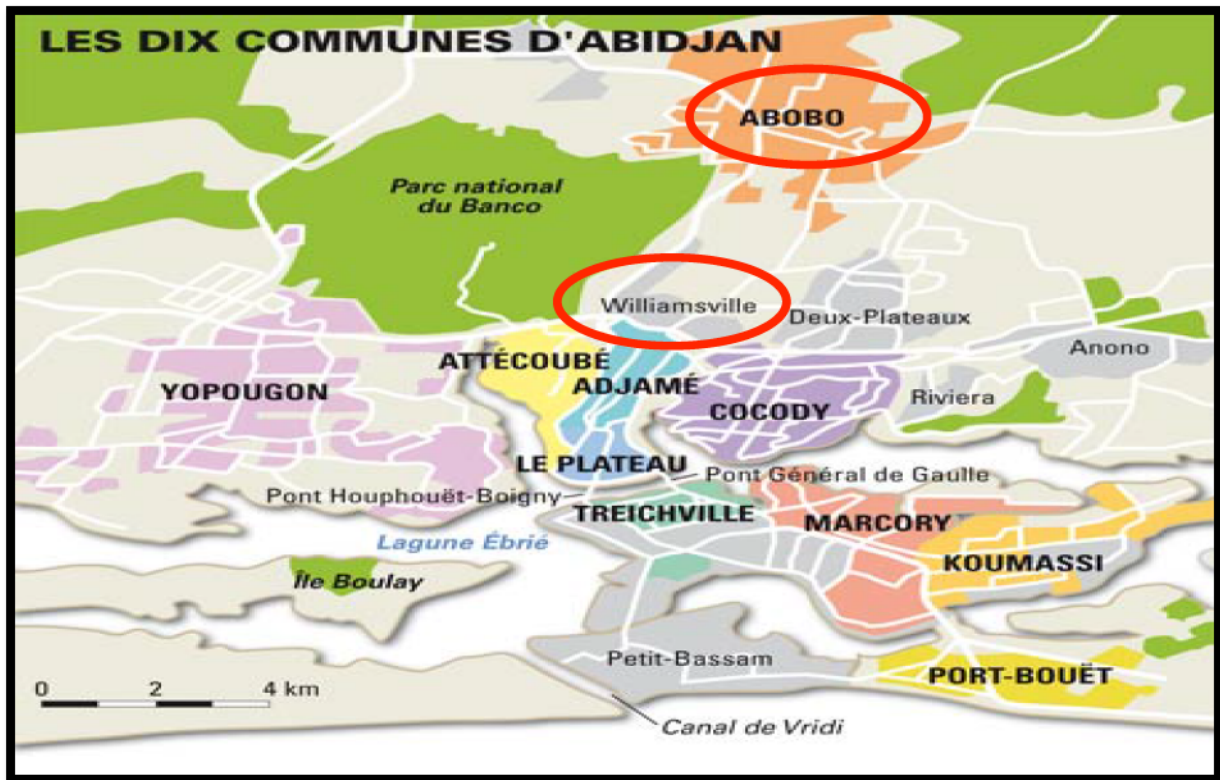 LES DIX COMMUNES D'ABIDJAN
ABOBO
Parc national
du Banco
Williamsville
Deux-Plateaux
Anono
ATTÉCOUBÉ
ADJAMÉ
YOPOUGON
COCODY
Riviera
LE PLATEAU
Pont Général de Gaulle
Pont Houphouët-Boigny
TREICHVILLE
MARCORY
Lagune Ébrié
KOUMASSI
Île Boulay
Petit-Bassam
PORT-BOUËT
0 2 4 km
Canal de Vridi